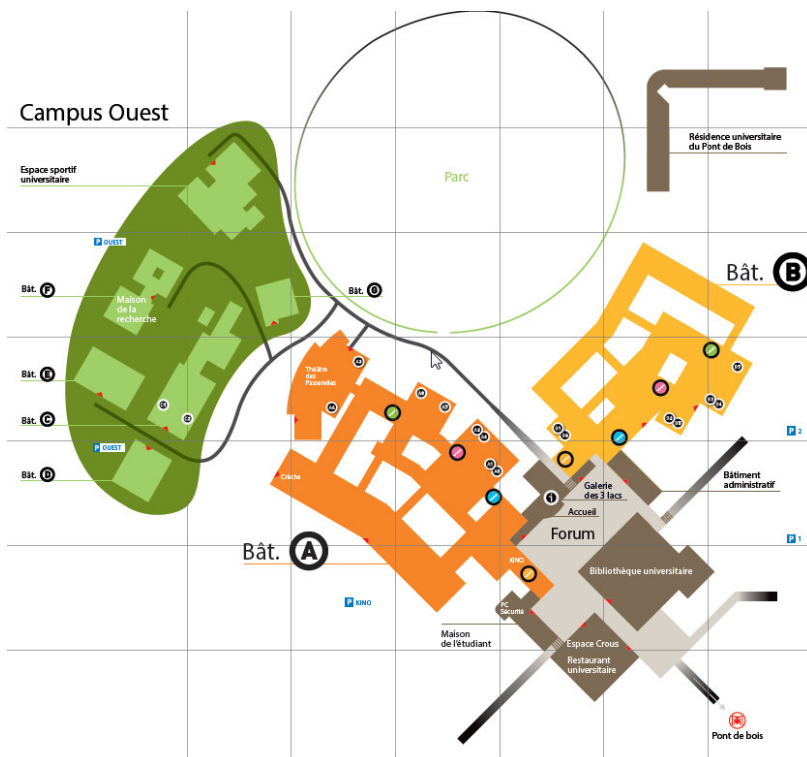 Campus Ouest
Résidence universitaire
du Pont de Bois
Espace sportif
universitaire
Parc
P OUEST
Bât. B
Bât. F
Bât. G
Maison
de la
recherche
Théâtre
des
Passerelles
Bât. E
Bât. C
P OUEST
P 2
Bât. D
Crèche
Galerie
des 3 lacs
Bâtiment
administratif
Accueil
Forum
P 1
Bât. A
KINO
Bibliothèque universitaire
P KINO
PC
Sécurité
Maison
de l'étudiant
Espace Crous
Restaurant
universitaire
Pont de bois